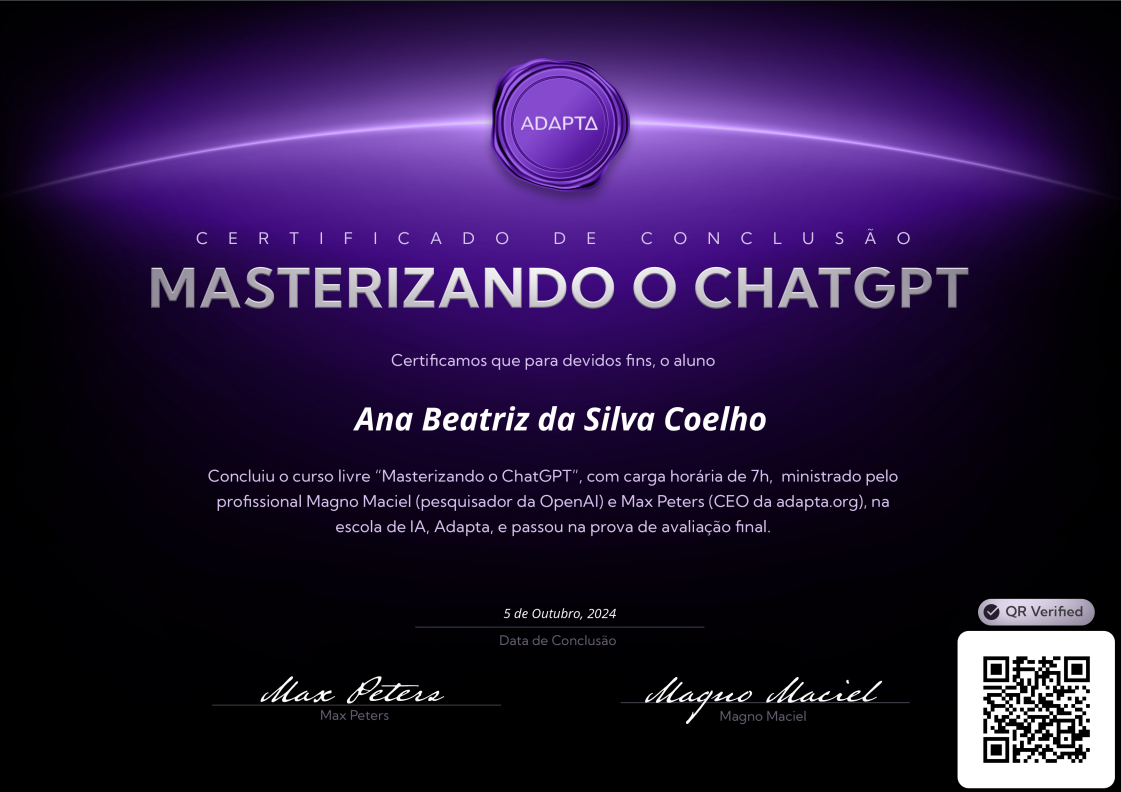 ADAPTA
CERTIFICADO DE CONCLUSÃO
MASTERIZANDO O CHATGPT
Certificamos que para devidos fins, o aluno
Ana Beatriz da Silva Coelho
Concluiu o curso livre “Masterizando o ChatGPT”, com carga horária de 7h, ministrado pelo
profissional Magno Maciel (pesquisador da OpenAI) e Max Peters (CEO da adapta.org), na
escola de IA, Adapta, e passou na prova de avaliação final.
5 de Outubro, 2024
Data de Conclusão
Max Peters
Max Peters
Magno Maciel
Magno Maciel
QR Verified